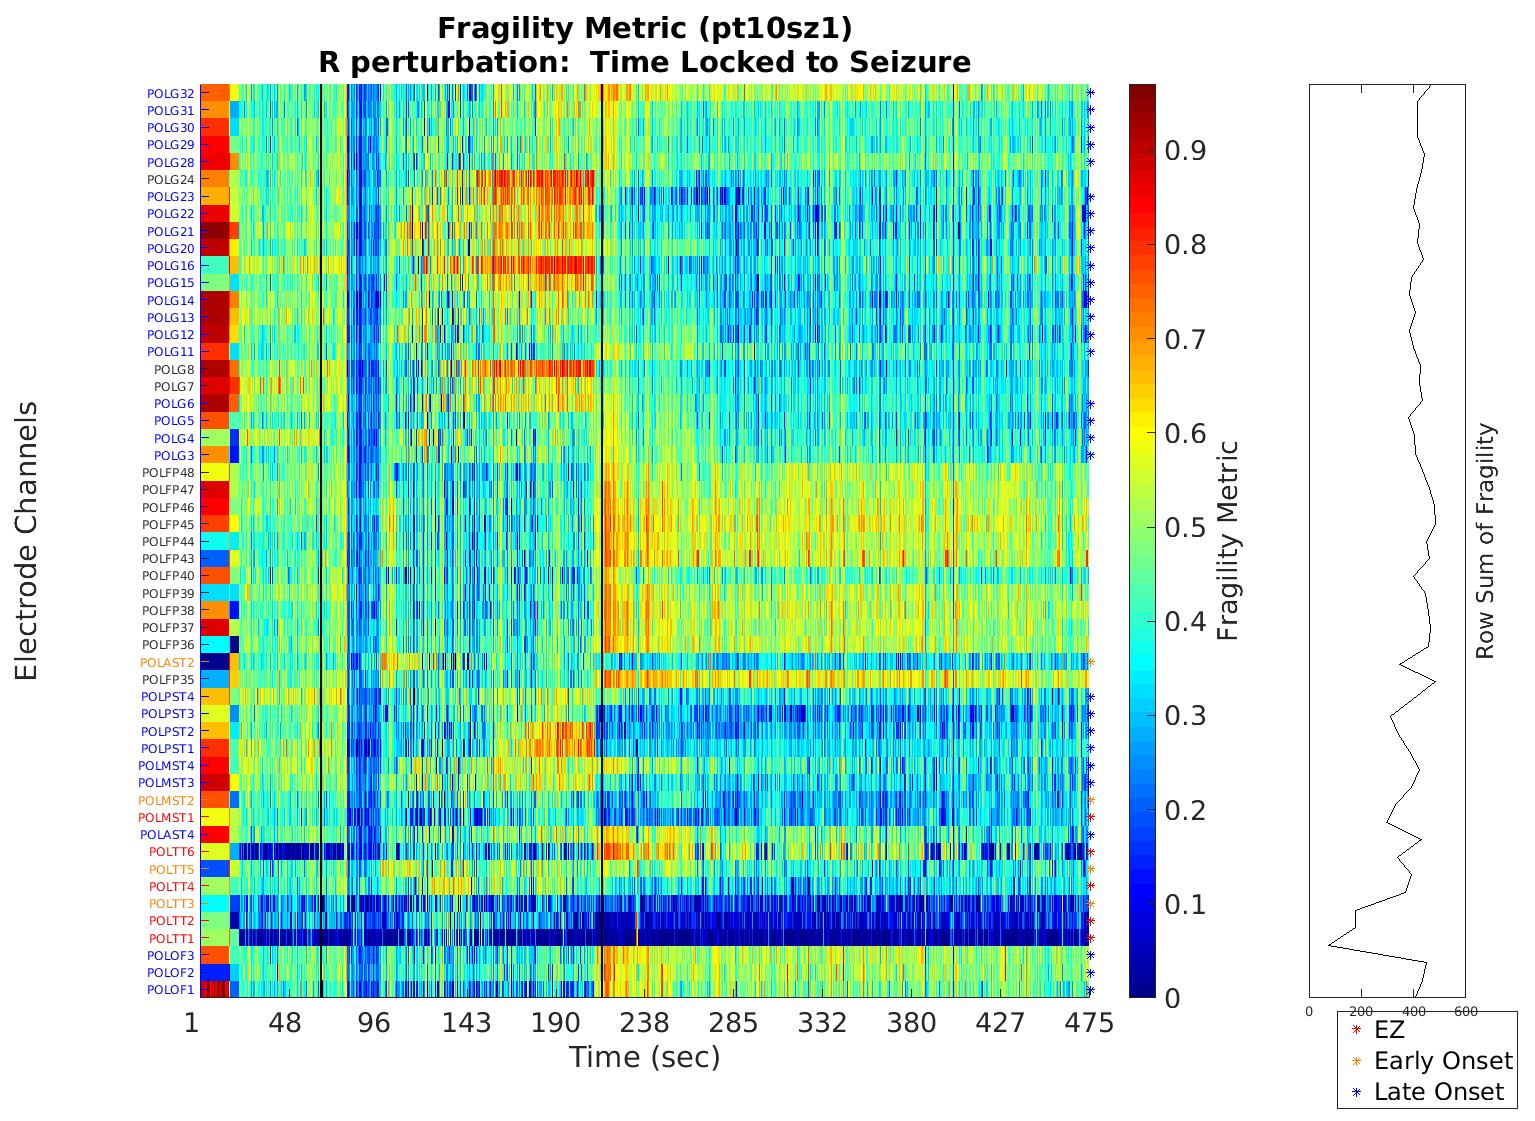 Fragility Metric (pt10sz1)
R perturbation:  Time Locked to Seizure
Electrode Channels
POLG32
POLG31
POLG30
POLG29
POLG28
POLG24
POLG23
POLG22
POLG21
POLG20
POLG16
POLG15
POLG14
POLG13
POLG12
POLG11
POLG8
POLG7
POLG6
POLG5
POLG4
POLG3
POLFP48
POLFP47
POLFP46
POLFP45
POLFP44
POLFP43
POLFP40
POLFP39
POLFP38
POLFP37
POLFP36
POLAST2
POLFP35
POLPST4
POLPST3
POLPST2
POLPST1
POLMST4
POLMST3
POLMST2
POLMST1
POLAST4
POLTT6
POLTT5
POLTT4
POLTT3
POLTT2
POLTT1
POLOF3
POLOF2
POLOF1
1 48 96 143 190 238 285 332 380 427 475
Time (sec)
0.9
0.8
0.7
0.6
0.5
0.4
0.3
0.2
0.1
0
Fragility Metric
Row Sum of Fragility
0 200 400 600
EZ
Early Onset
Late Onset